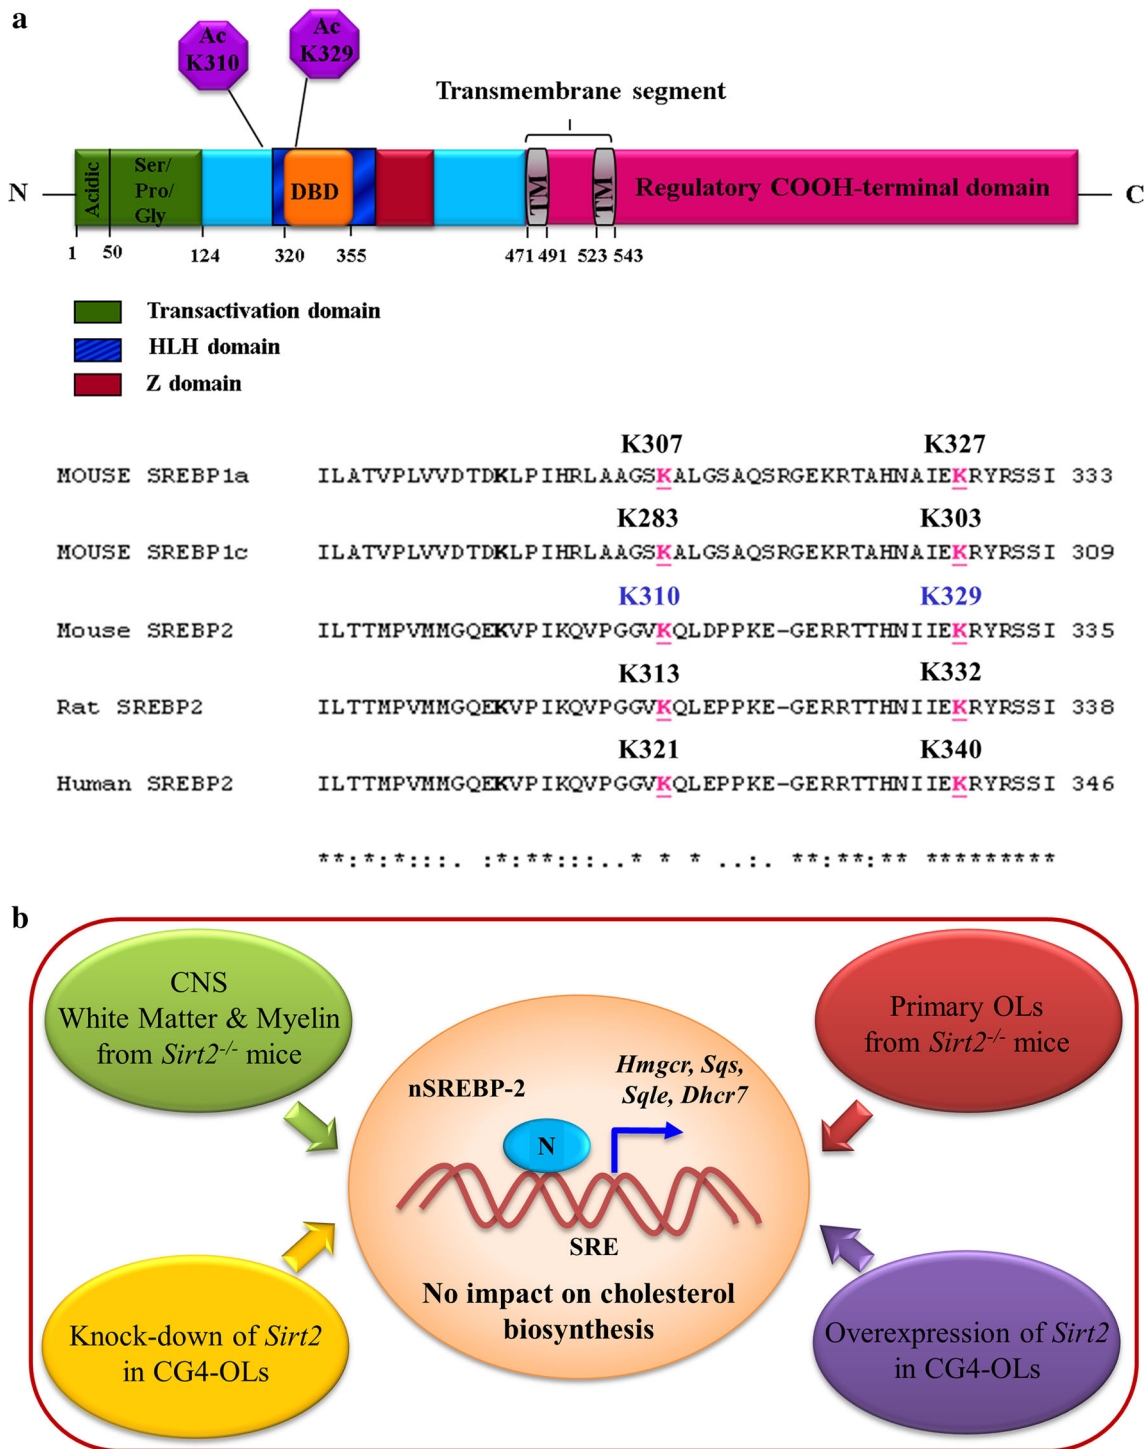 a
Ac
K310
Ac
K329
Transmembrane segment
N
Acidic
Ser/
Pro/
Gly
DBD
TM
TM
Regulatory COOH-terminal domain
C
1 50 124 320 355 471 491 523 543
Transactivation domain
HLH domain
Z domain
K307 K327
MOUSE SREBP1a ILATVPLVVDTDKLPIHRLAAGSKALGSAQSRGEKRTAHNAIEKRYRSSI 333
K283 K303
MOUSE SREBP1c ILATVPLVVDTDKLPIHRLAAGSKALGSAQSRGEKRTAHNAIEKRYRSSI 309
K310 K329
Mouse SREBP2 ILTTMPVMMGQEKVPIKQVPGGVKQLDPPKE-GERRTTHNIIEKRYRSSI 335
K313 K332
Rat SREBP2 ILTTMPVMMGQEKVPIKQVPGGVKQLEPPKE-GERRTTHNIIEKRYRSSI 338
K321 K340
Human SREBP2 ILTTMPVMMGQEKVPIKQVPGGVKQLEPPKE-GERRTTHNIIEKRYRSSI 346
**:*:*:::. :*:**:::..* * * ..:. **:**:** *********
b
CNS
White Matter & Myelin
from Sirt2-/- mice
Primary OLs
from Sirt2-/- mice
nSREBP-2
Hmgcr, Sqs,
Sqle, Dhcr7
N
SRE
No impact on cholesterol
biosynthesis
Knock-down of Sirt2
in CG4-OLs
Overexpression of Sirt2
in CG4-OLs